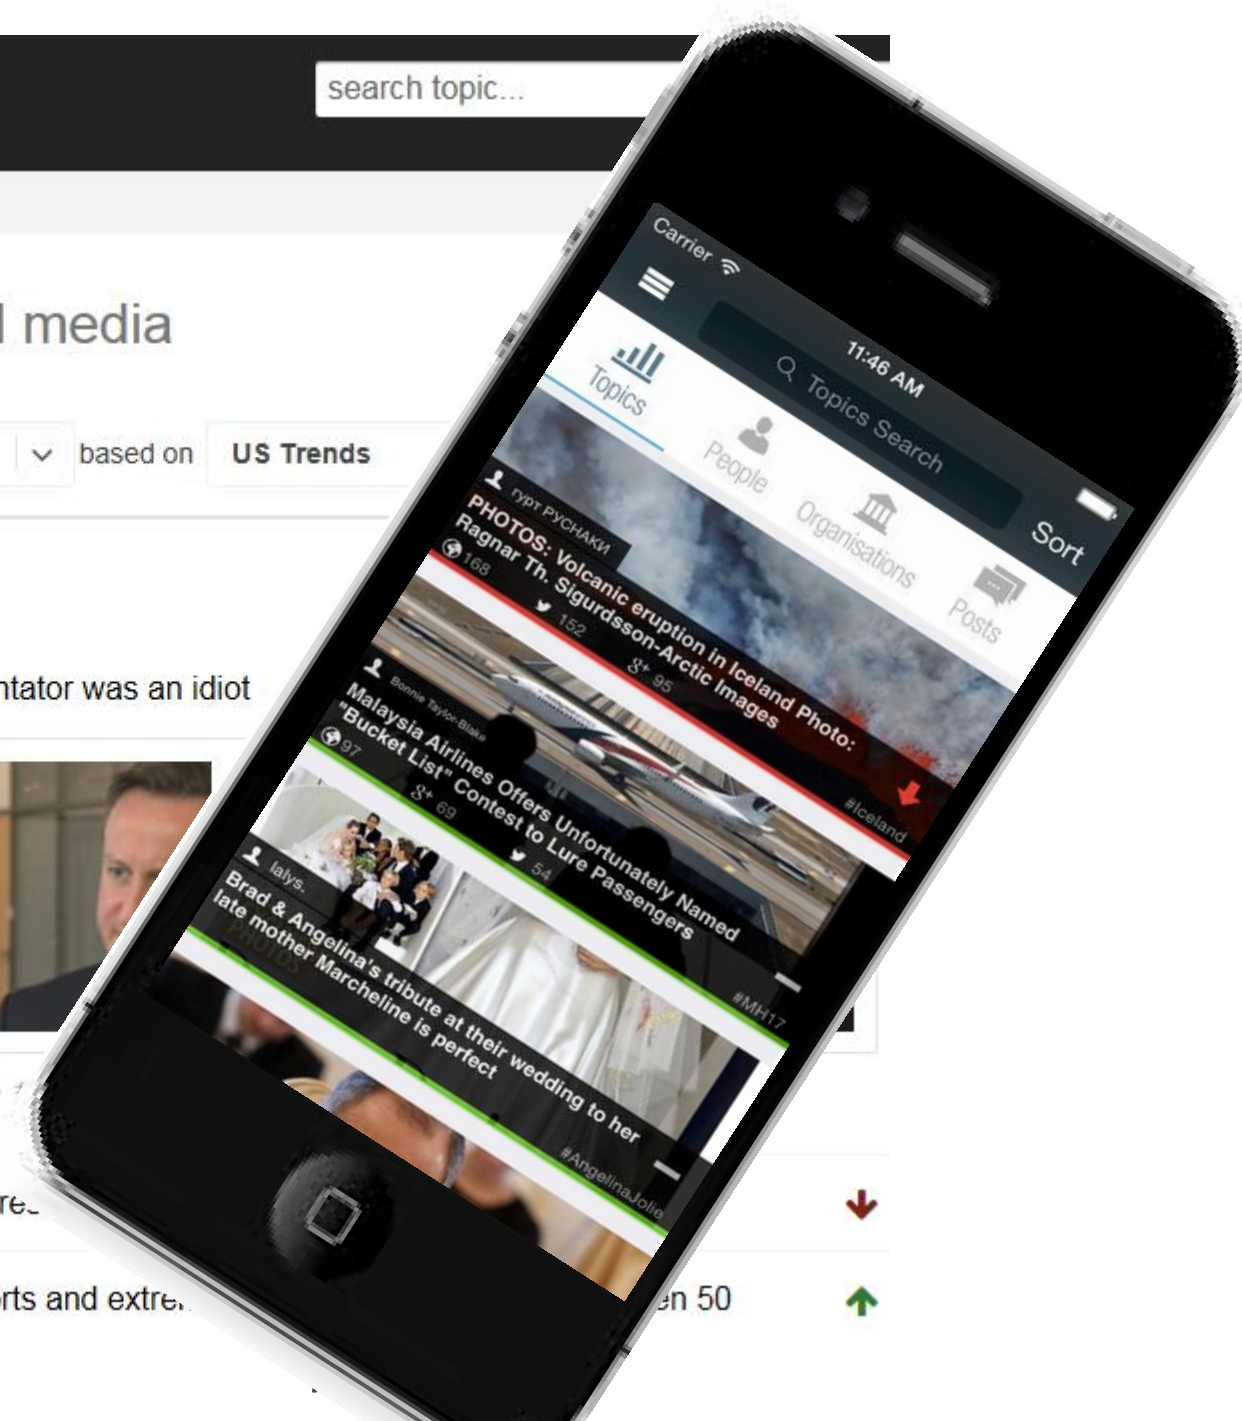 search topic...
l media
based on
US Trends
ntator was an idiot
orts and
en 50
Carrier
11:46 AM
Topics Search
Sort
Topics
People
Organisations
Posts
гурт РУСНАКИ
PHOTOS: Volcanic eruption in Iceland Photo:
Ragnar Th. Sigurdsson-Arctic Images
168
152
g+ 95
#Iceland
Bonnie Taylor-Blake
Malaysia Airlines Offers Unfortunately Named
"Bucket List" Contest to Lure Passengers
97
g+ 69
54
#MH17
lalys.
Brad & Angelina's tribute at their wedding to her
late mother Marcheline is perfect
#AngelinaJolie